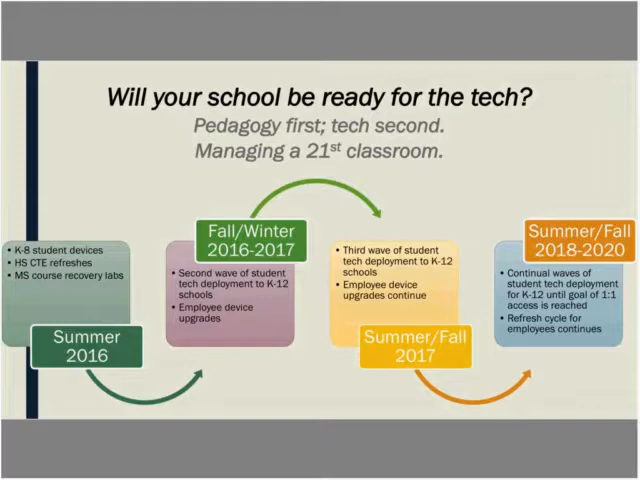 Will your school be ready for the tech?
Pedagogy first; tech second.
Managing a 21st classroom.
• K-8 student devices
• HS CTE refreshes
• MS course recovery labs
Summer
2016
Fall/Winter
2016-2017
• Second wave of student
tech deployment to K-12
schools
• Employee device
upgrades
• Third wave of student
tech deployment to K-12
schools
• Employee device
upgrades continue
Summer/Fall
2017
Summer/Fall
2018-2020
• Continual waves of
student tech deployment
for K-12 until goal of 1:1
access is reached
• Refresh cycle for
employees continues